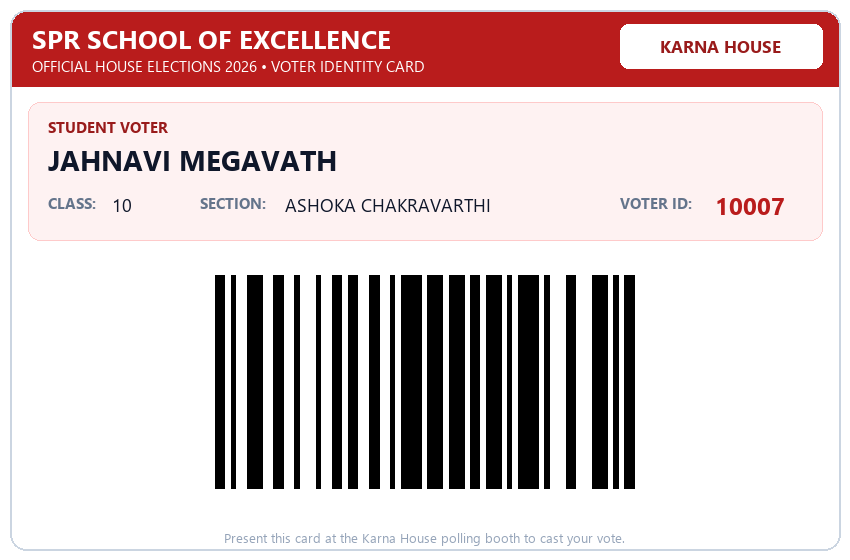 SPR SCHOOL OF EXCELLENCE
OFFICIAL HOUSE ELECTIONS 2026 • VOTER IDENTITY CARD
KARNA HOUSE
STUDENT VOTER
JAHNAVI MEGAVATH
CLASS: 10 SECTION: ASHOKA CHAKRAVARTHI VOTER ID: 10007
Present this card at the Karna House polling booth to cast your vote.